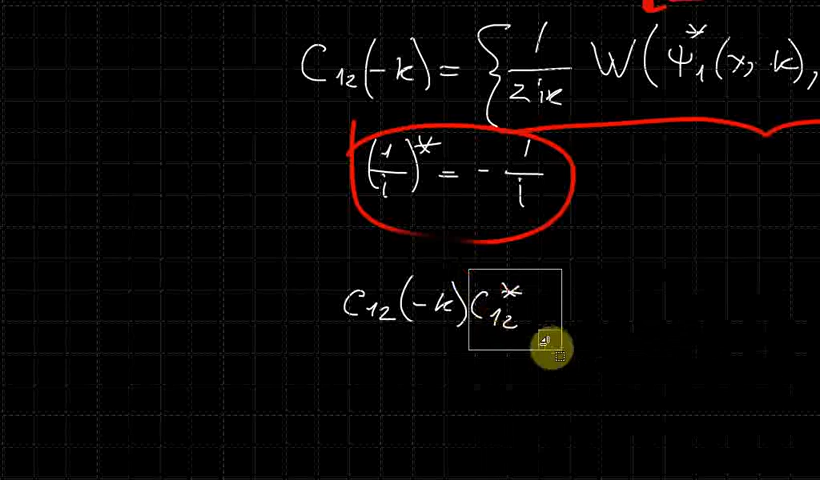 C₁₂(-k) = { 1/2ik W(ψ₁*(x, k),
(1/i)* = - 1/i
C₁₂(-k) C₁₂*